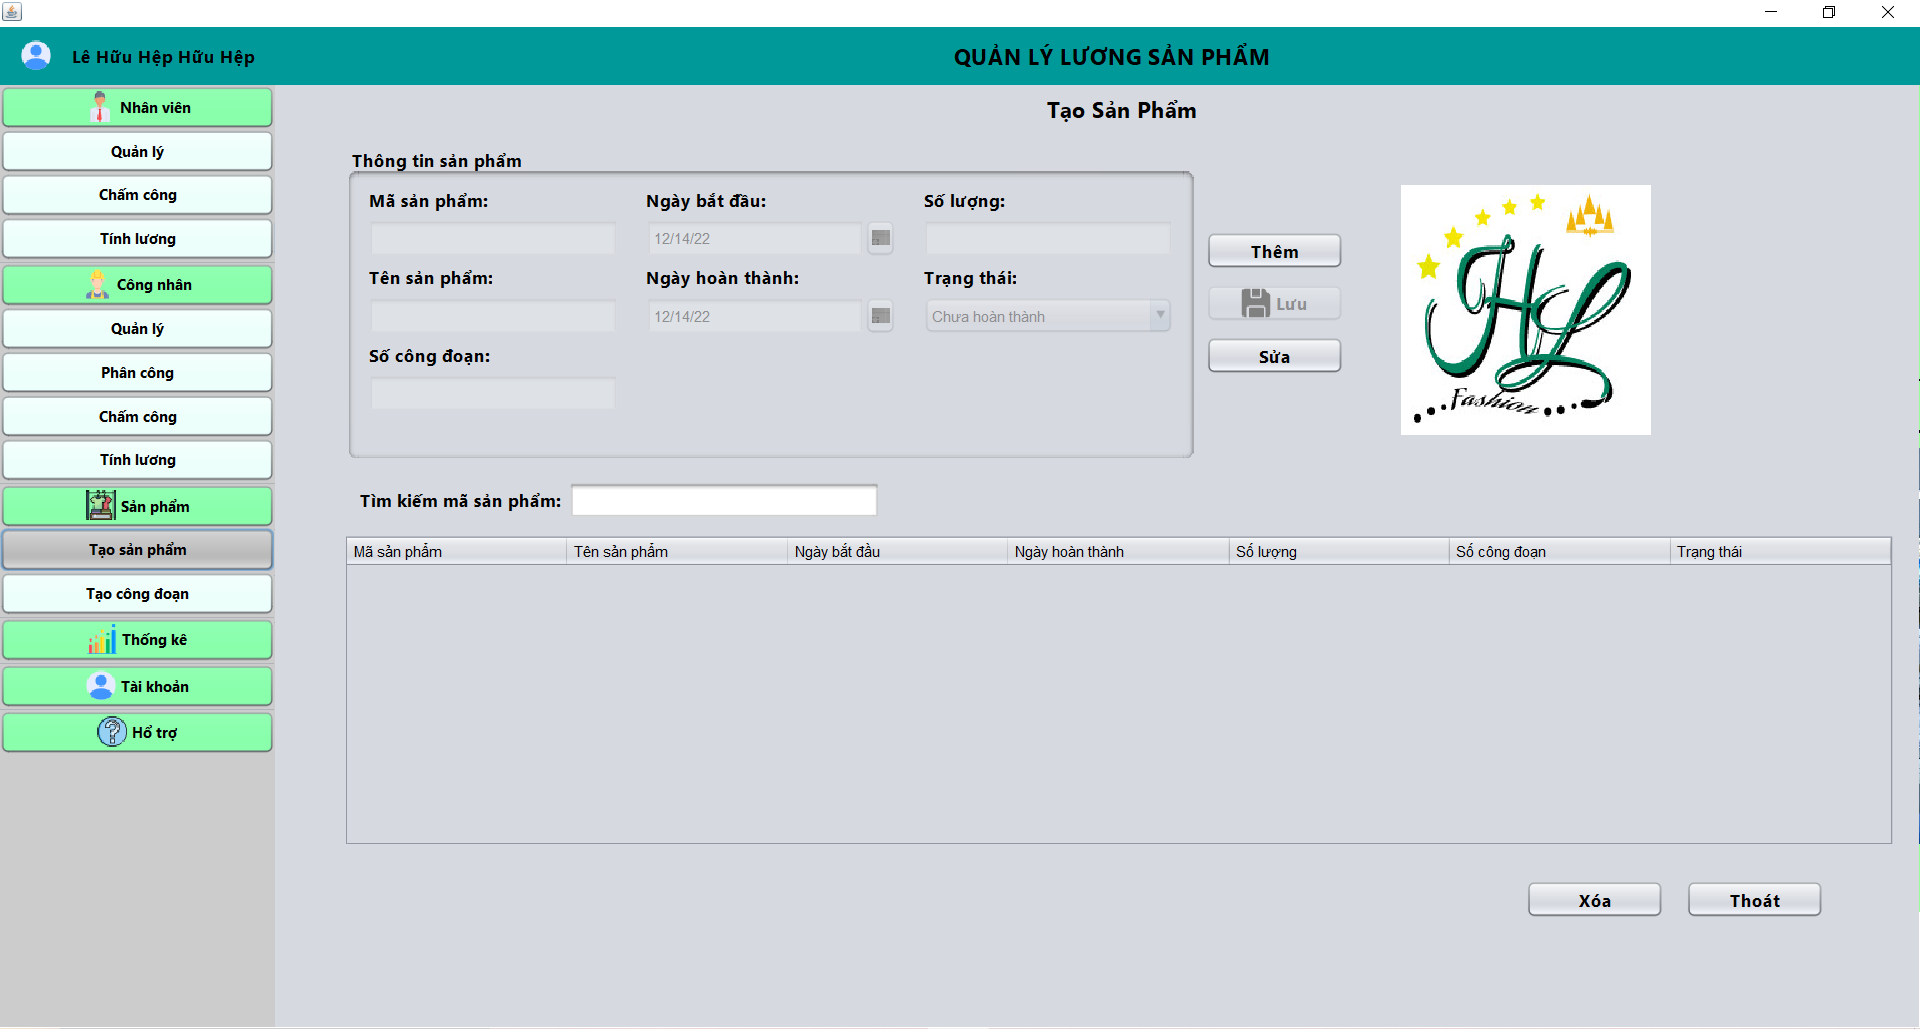 Lê Hữu Hẹp Hữu Hẹp
QUẢN LÝ LƯƠNG SẢN PHẨM
Nhân viên
Quản lý
Chấm công
Tính lương
Công nhân
Quản lý
Phân công
Chấm công
Tính lương
Sản phẩm
Tạo sản phẩm
Tạo công đoạn
Thống kê
Tài khoản
Hổ trợ
Tạo Sản Phẩm
Thông tin sản phẩm
Mã sản phẩm: Ngày bắt đầu: Số lượng:
12/14/22
Tên sản phẩm: Ngày hoàn thành: Trạng thái:
12/14/22 Chưa hoàn thành
Số công đoạn:
Thêm
Lưu
Sửa
HL
Fashion
Tìm kiếm mã sản phẩm:
Mã sản phẩm Tên sản phẩm Ngày bắt đầu Ngày hoàn thành Số lượng Số công đoạn Trạng thái
Xóa Thoát